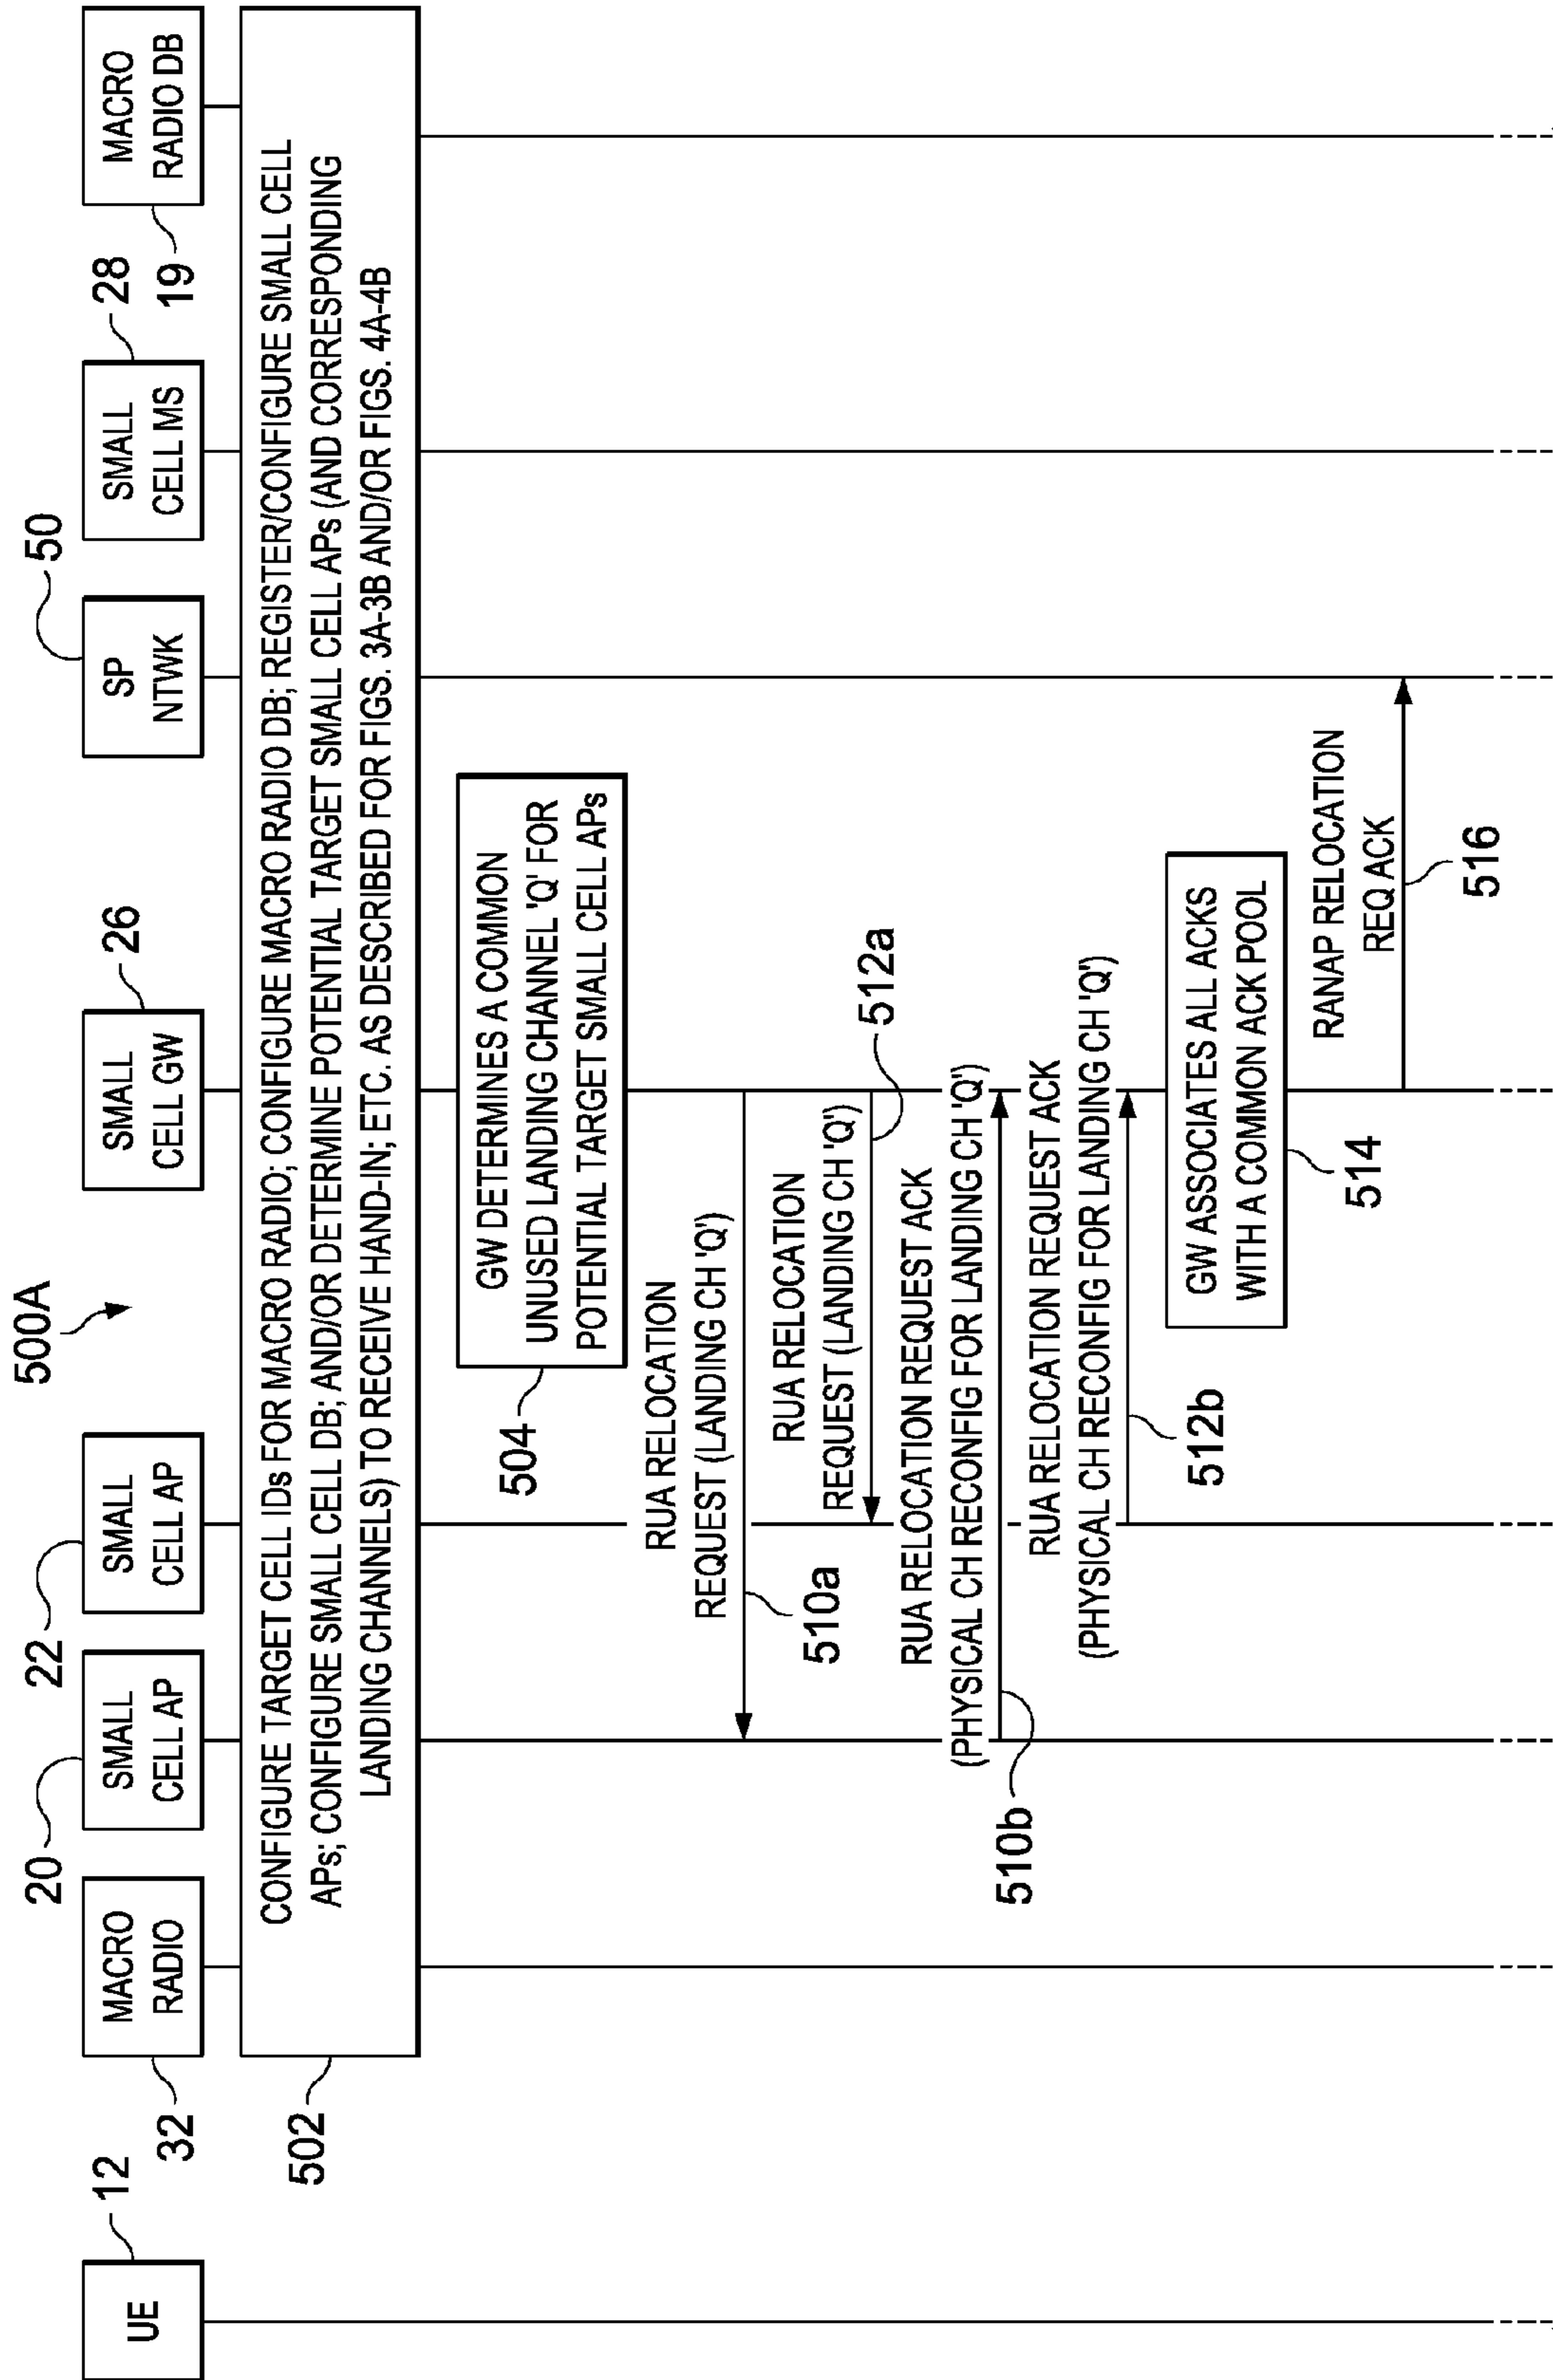 500A
12
UE
32
MACRO
RADIO
20
SMALL
CELL AP
22
SMALL
CELL AP
26
SMALL
CELL GW
50
SP
NTWK
28
SMALL
CELL MS
19
MACRO
RADIO DB
502
CONFIGURE TARGET CELL IDs FOR MACRO RADIO; CONFIGURE MACRO RADIO DB; REGISTER/CONFIGURE SMALL CELL
APs; CONFIGURE SMALL CELL DB; AND/OR DETERMINE POTENTIAL TARGET SMALL CELL APs (AND CORRESPONDING
LANDING CHANNELS) TO RECEIVE HAND-IN; ETC. AS DESCRIBED FOR FIGS. 3A-3B AND/OR FIGS. 4A-4B
504
GW DETERMINES A COMMON
UNUSED LANDING CHANNEL 'Q' FOR
POTENTIAL TARGET SMALL CELL APs
RUA RELOCATION
REQUEST (LANDING CH 'Q')
510a
RUA RELOCATION
REQUEST (LANDING CH 'Q')
512a
RUA RELOCATION REQUEST ACK
(PHYSICAL CH RECONFIG FOR LANDING CH 'Q')
510b
RUA RELOCATION REQUEST ACK
(PHYSICAL CH RECONFIG FOR LANDING CH 'Q')
512b
GW ASSOCIATES ALL ACKS
WITH A COMMON ACK POOL
514
RANAP RELOCATION
REQ ACK
516